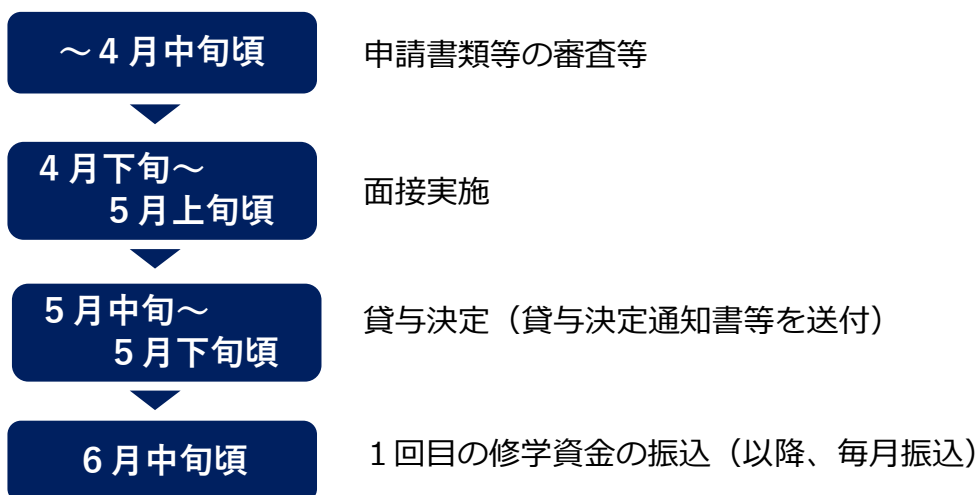 ～４月中旬頃
申請書類等の審査等
４月下旬～
５月上旬頃
面接実施
５月中旬～
５月下旬頃
貸与決定（貸与決定通知書等を送付）
６月中旬頃
１回目の修学資金の振込（以降、毎月振込）